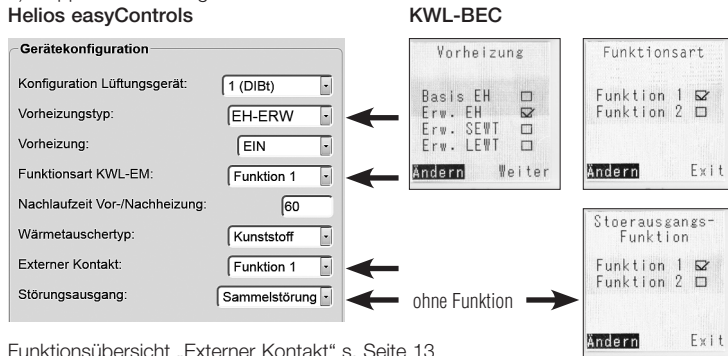 Helios easyControls
KWL-BEC
Gerätekonfiguration
Konfiguration Lüftungsgerät: 1 (DIBt)
Vorheizungstyp: EH-ERW
Vorheizung: EIN
Funktionsart KWL-EM: Funktion 1
Nachlaufzeit Vor-/Nachheizung: 60
Wärmetauschertyp: Kunststoff
Externer Kontakt: Funktion 1
Störungsausgang: Sammelstörung
Vorheizung
Basis EH
Erw. EH
Erw. SEWT
Erw. LEWT
Ändern Weiter
Funktionsart
Funktion 1
Funktion 2
Ändern Exit
ohne Funktion
Stoerausgangs-
Funktion
Funktion 1
Funktion 2
Ändern Exit
Funktionsübersicht „Externer Kontakt“ s. Seite 13